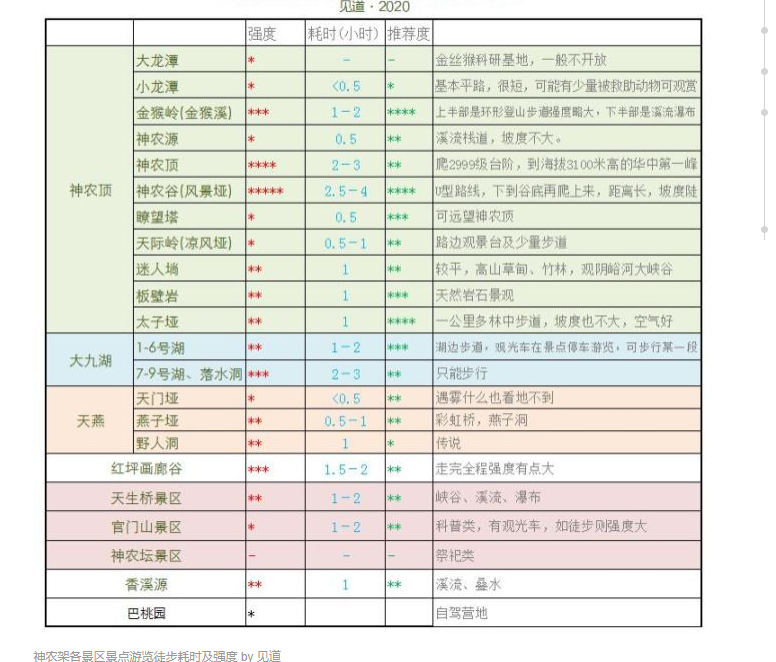 见道·2020
强度 耗时(小时) 推荐度
神农顶
大龙潭 * - - 金丝猴科研基地，一般不开放
小龙潭 * <0.5 * 基本平路，很短，可能有少量被救助动物可观赏
金猴岭(金猴溪) *** 1-2 **** 上半部是环形登山步道强度略大，下半部是溪流瀑布
神农源 * 0.5 ** 溪流栈道，坡度不大。
神农顶 **** 2-3 ** 爬2999级台阶，到海拔3100米高的华中第一峰
神农谷(风景垭) ***** 2.5-4 **** U型路线，下到谷底再爬上来，距离长，坡度陡
瞭望塔 * 0.5 *** 可远望神农顶
天际岭(凉风垭) * 0.5-1 ** 路边观景台及少量步道
迷人塆 ** 1 ** 较平，高山草甸、竹林，观阴峪河大峡谷
板壁岩 ** 1 *** 天然岩石景观
太子垭 ** 1 **** 一公里多林中步道，坡度也不大，空气好
大九湖
1-6号湖 ** 1-2 *** 湖边步道，观光车在景点停车游览，可步行某一段
7-9号湖、落水洞 *** 2-3 ** 只能步行
天燕
天门垭 * <0.5 ** 遇雾什么也看地不到
燕子垭 ** 0.5-1 ** 彩虹桥，燕子洞
野人洞 ** 1 * 传说
红坪画廊谷 *** 1.5-2 ** 走完全程强度有点大
天生桥景区 ** 1-2 ** 峡谷、溪流、瀑布
官门山景区 * 1-2 ** 科普类，有观光车，如徒步则强度大
神农坛景区 - - - 祭祀类
香溪源 ** 1 ** 溪流、叠水
巴桃园 * 自驾营地
神农架各景区景点游览徒步耗时及强度 by 见道